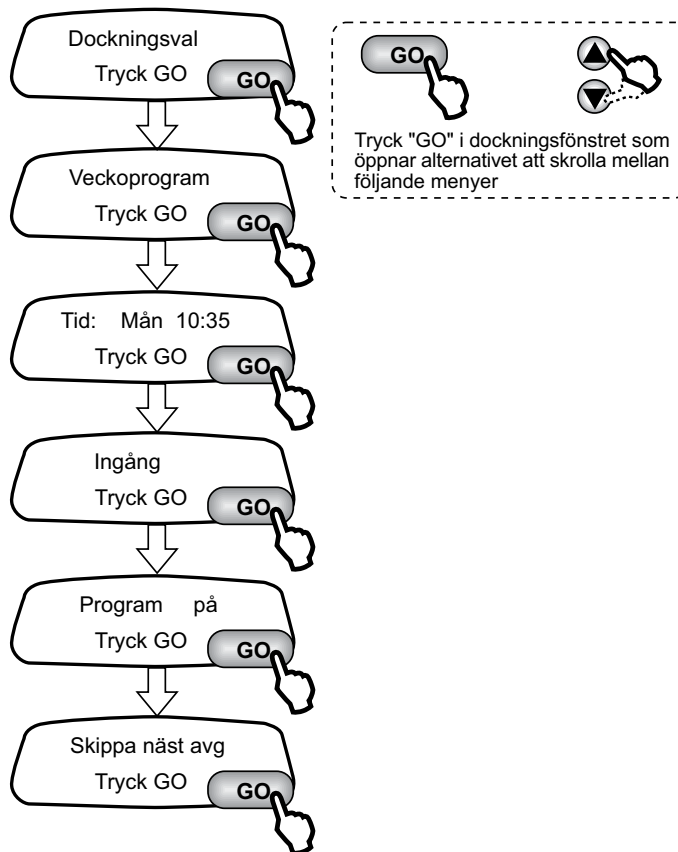 Dockningsval
Tryck GO
GO
Veckoprogram
Tryck GO
GO
Tid: Mån 10:35
Tryck GO
GO
Ingång
Tryck GO
GO
Program på
Tryck GO
GO
Skippa näst avg
Tryck GO
GO
GO
Tryck "GO" i dockningsfönstret som
öppnar alternativet att skrolla mellan
följande menyer